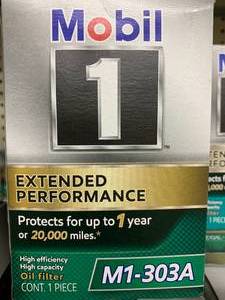 Mobil
1
™
EXTENDED
PERFORMANCE
Protects for up to 1 year
or 20,000 miles.*
High efficiency
High capacity
Oil filter
CONT. 1 PIECE
M1-303A